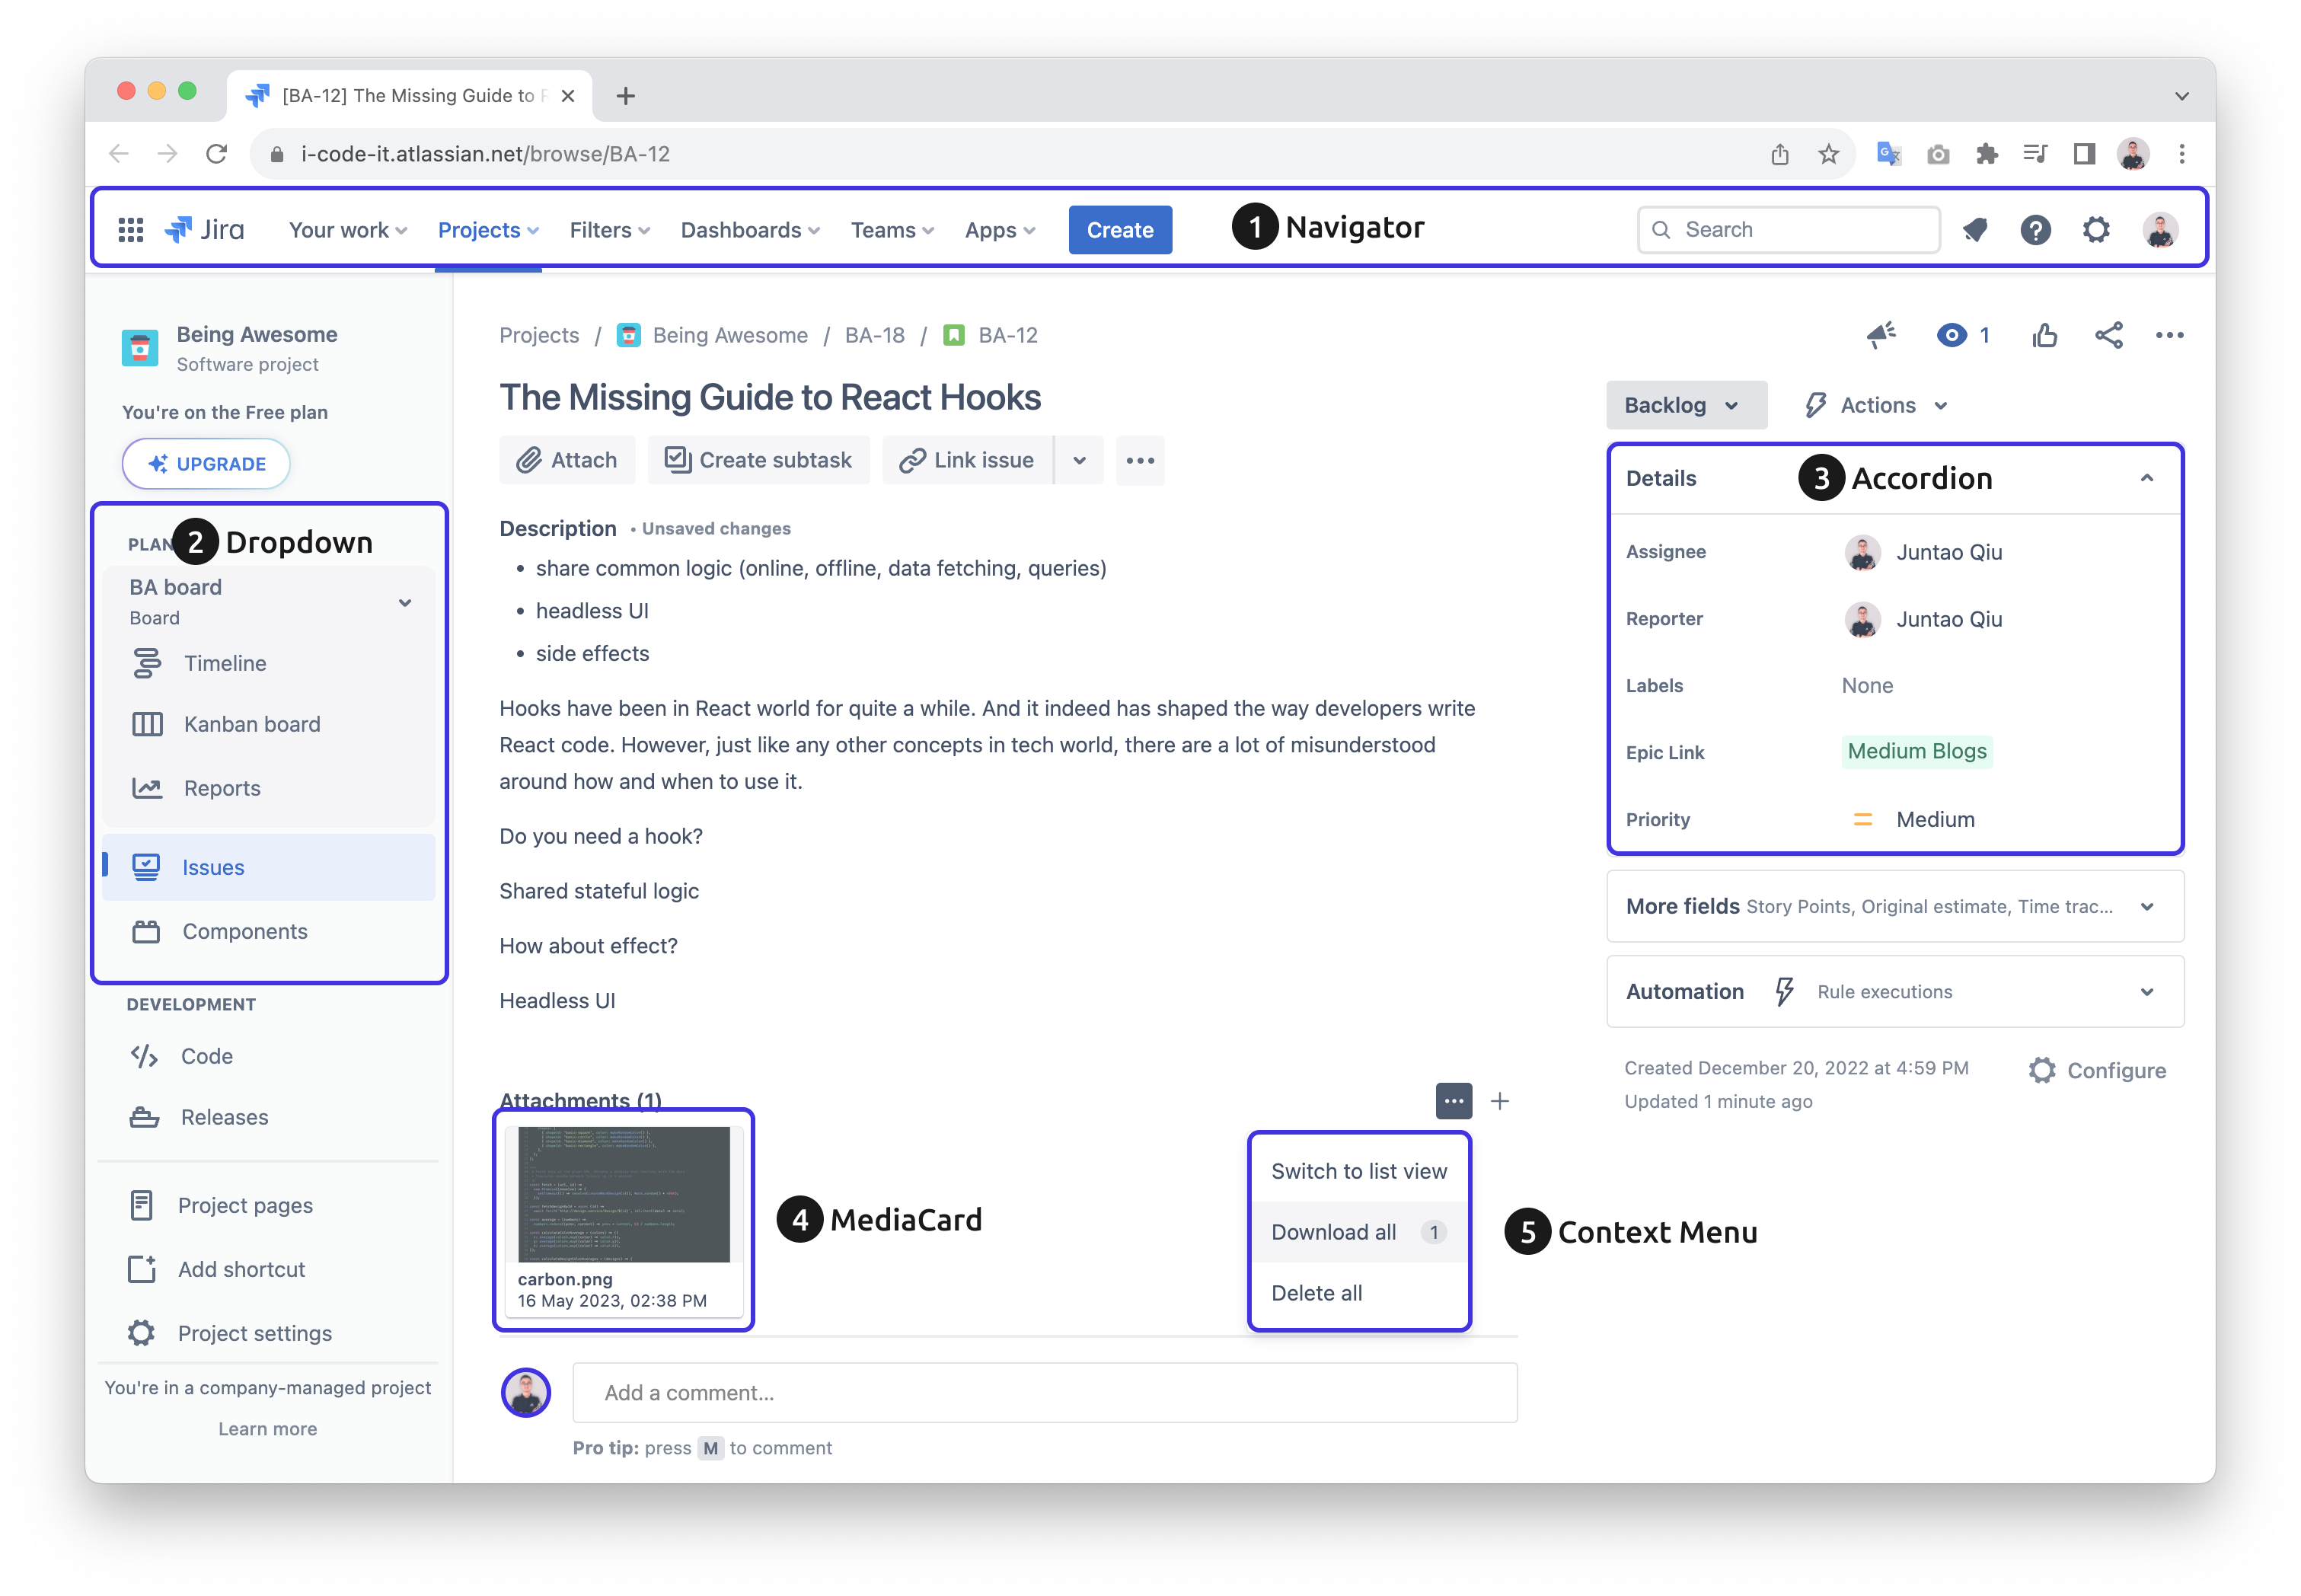 [BA-12] The Missing Guide to R
i-code-it.atlassian.net/browse/BA-12
Jira Your work Projects Filters Dashboards Teams Apps Create 1 Navigator Search
Being Awesome
Software project
You're on the Free plan
UPGRADE
PLAN 2 Dropdown
BA board
Board
Timeline
Kanban board
Reports
Issues
Components
DEVELOPMENT
Code
Releases
Project pages
Add shortcut
Project settings
You're in a company-managed project
Learn more
Projects / Being Awesome / BA-18 / BA-12
The Missing Guide to React Hooks
Attach Create subtask Link issue
Description • Unsaved changes
• share common logic (online, offline, data fetching, queries)
• headless UI
• side effects
Hooks have been in React world for quite a while. And it indeed has shaped the way developers write
React code. However, just like any other concepts in tech world, there are a lot of misunderstood
around how and when to use it.
Do you need a hook?
Shared stateful logic
How about effect?
Headless UI
Attachments (1)
carbon.png
16 May 2023, 02:38 PM
4 MediaCard
Switch to list view
Download all 1
Delete all
5 Context Menu
Add a comment...
Pro tip: press M to comment
1
Backlog Actions
Details 3 Accordion
Assignee Juntao Qiu
Reporter Juntao Qiu
Labels None
Epic Link Medium Blogs
Priority Medium
More fields Story Points, Original estimate, Time trac...
Automation Rule executions
Created December 20, 2022 at 4:59 PM Configure
Updated 1 minute ago